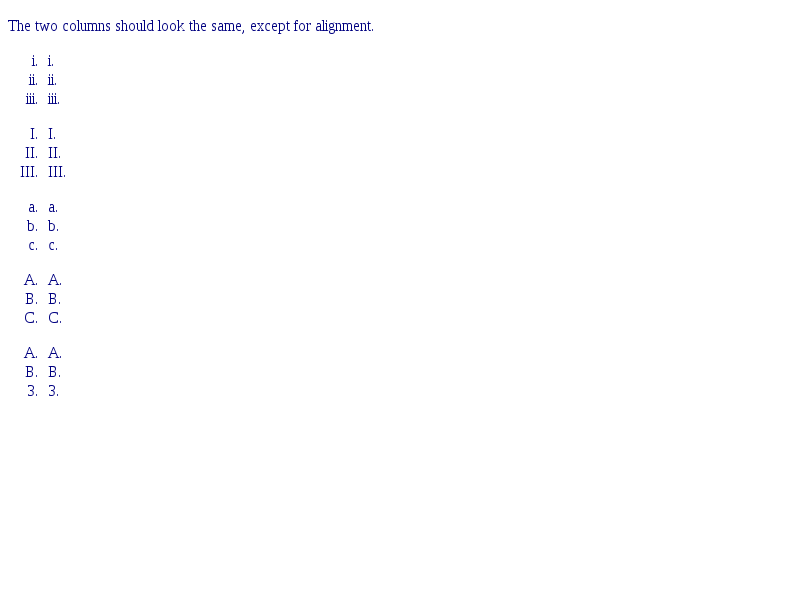 The two columns should look the same, except for alignment.
i. i.
ii. ii.
iii. iii.
I. I.
II. II.
III. III.
a. a.
b. b.
c. c.
A. A.
B. B.
C. C.
A. A.
B. B.
3. 3.